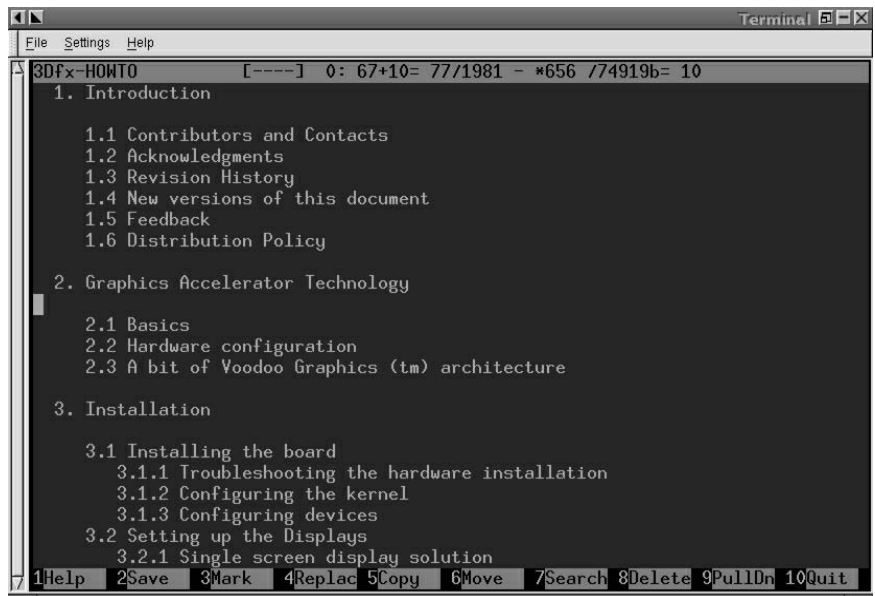 Terminal
File Settings Help
3Dfx-HOWTO [----] 0: 67+10= 77/1981 - *656 /74919b= 10
1. Introduction
1.1 Contributors and Contacts
1.2 Acknowledgments
1.3 Revision History
1.4 New versions of this document
1.5 Feedback
1.6 Distribution Policy
2. Graphics Accelerator Technology
2.1 Basics
2.2 Hardware configuration
2.3 A bit of Voodoo Graphics (tm) architecture
3. Installation
3.1 Installing the board
3.1.1 Troubleshooting the hardware installation
3.1.2 Configuring the kernel
3.1.3 Configuring devices
3.2 Setting up the Displays
3.2.1 Single screen display solution
1Help 2Save 3Mark 4Replac 5Copy 6Move 7Search 8Delete 9PullDn 10Quit